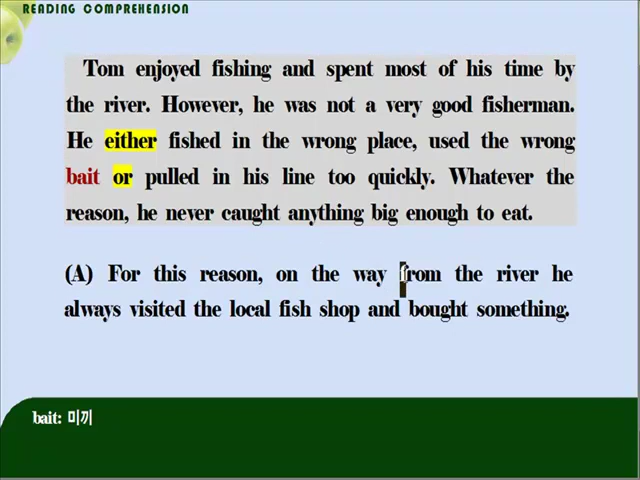 READING COMPREHENSION
Tom enjoyed fishing and spent most of his time by
the river. However, he was not a very good fisherman.
He either fished in the wrong place, used the wrong
bait or pulled in his line too quickly. Whatever the
reason, he never caught anything big enough to eat.
(A) For this reason, on the way from the river he
always visited the local fish shop and bought something.
bait: 미끼